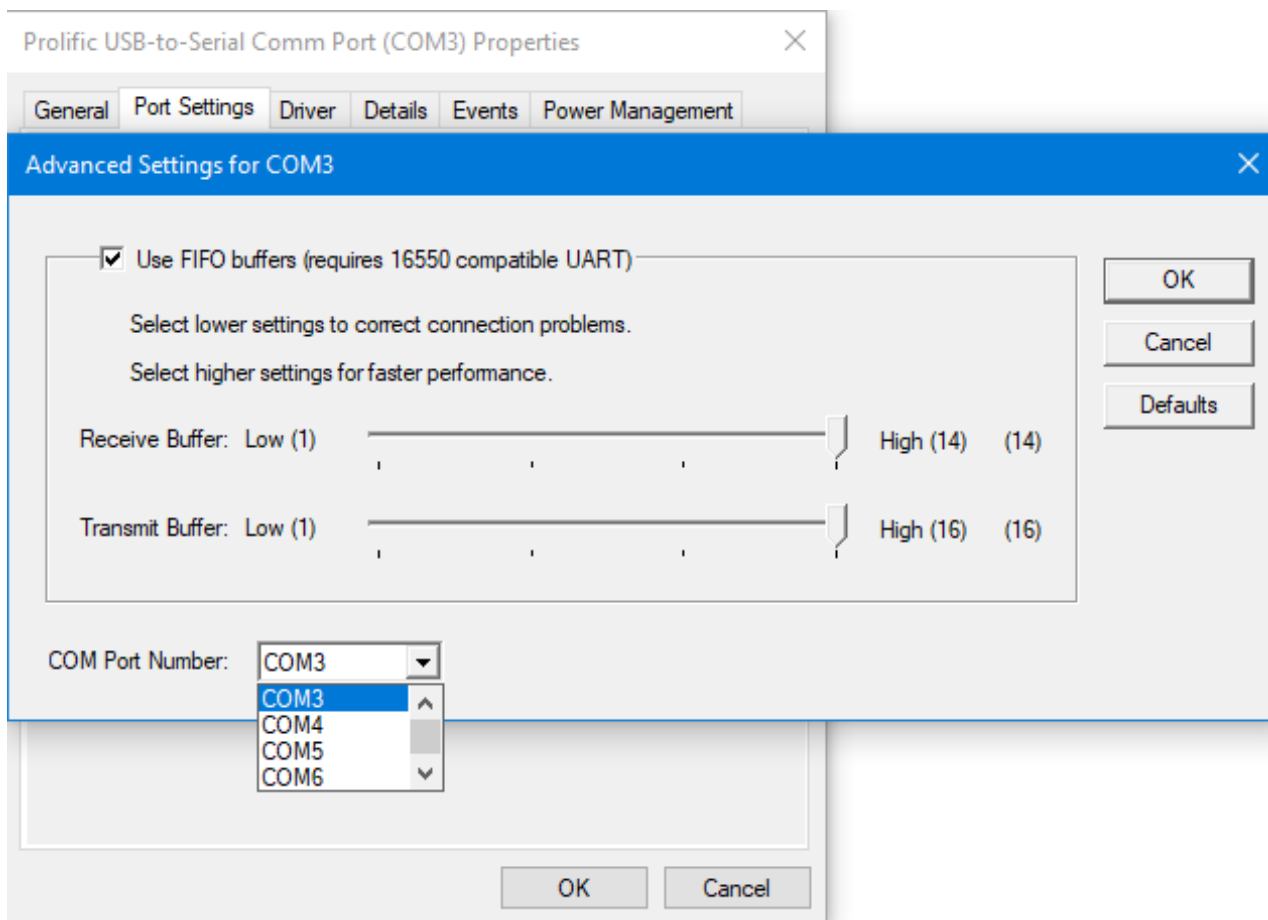 Prolific USB-to-Serial Comm Port (COM3) Properties
General Port Settings Driver Details Events Power Management
Advanced Settings for COM3
Use FIFO buffers (requires 16550 compatible UART)
OK
Select lower settings to correct connection problems.
Cancel
Select higher settings for faster performance.
Defaults
Receive Buffer: Low (1) High (14) (14)
Transmit Buffer: Low (1) High (16) (16)
COM Port Number: COM3
COM3
COM4
COM5
COM6
OK Cancel